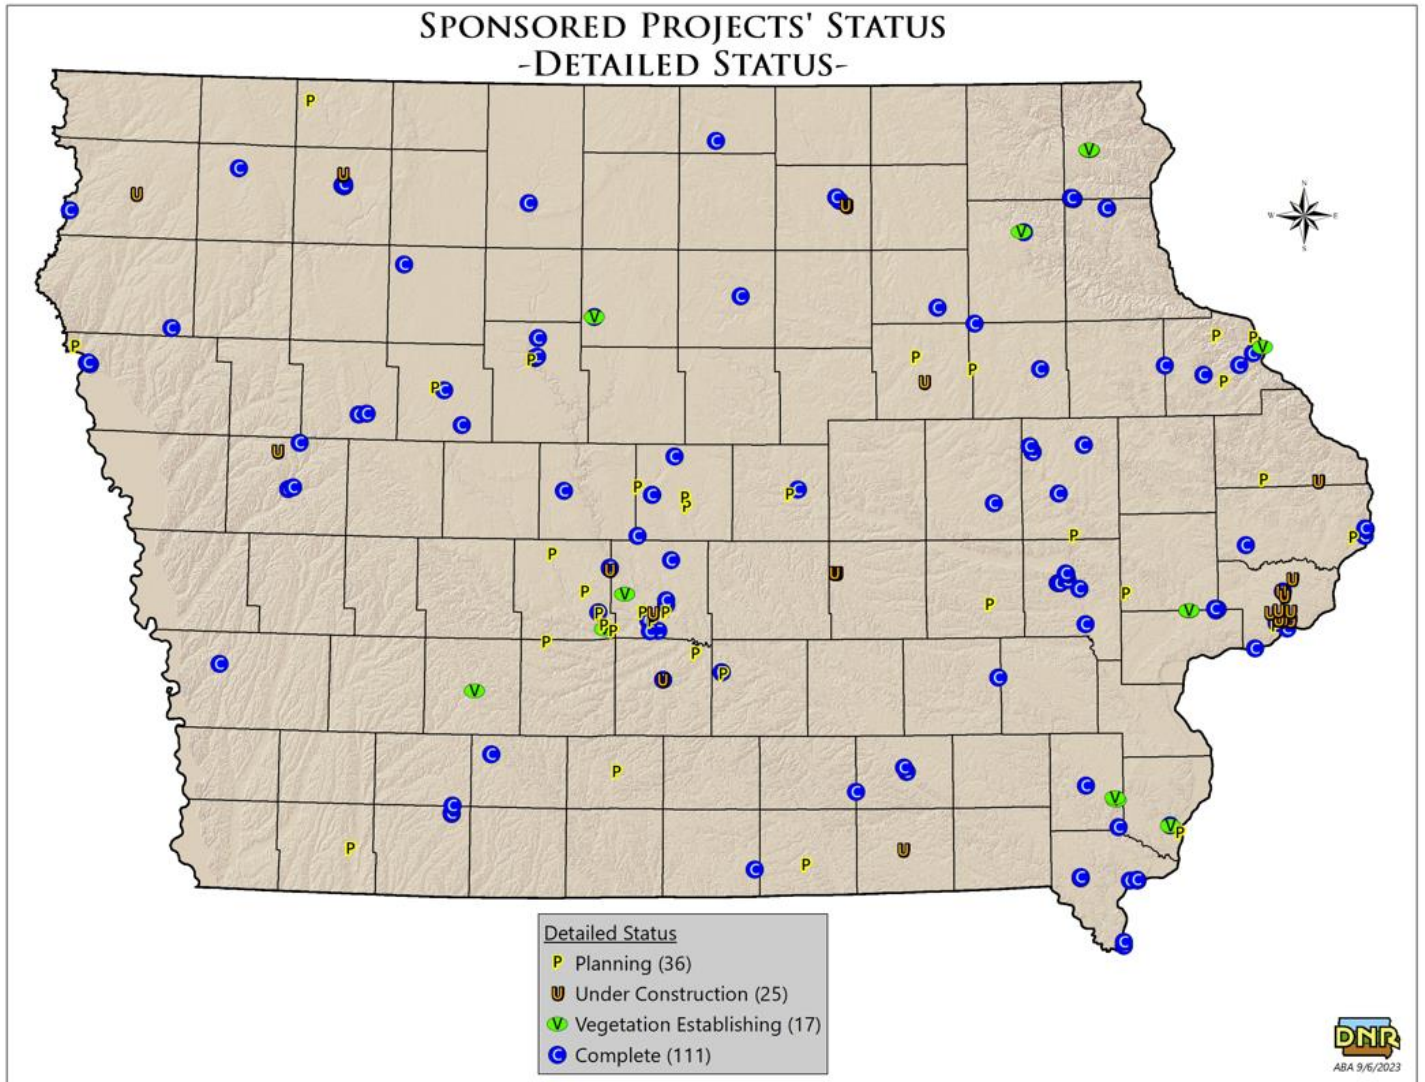 SPONSORED PROJECTS' STATUS
-DETAILED STATUS-
N
W E
S
Detailed Status
P Planning (36)
U Under Construction (25)
V Vegetation Establishing (17)
C Complete (111)
DNR
ABA 9/6/2023